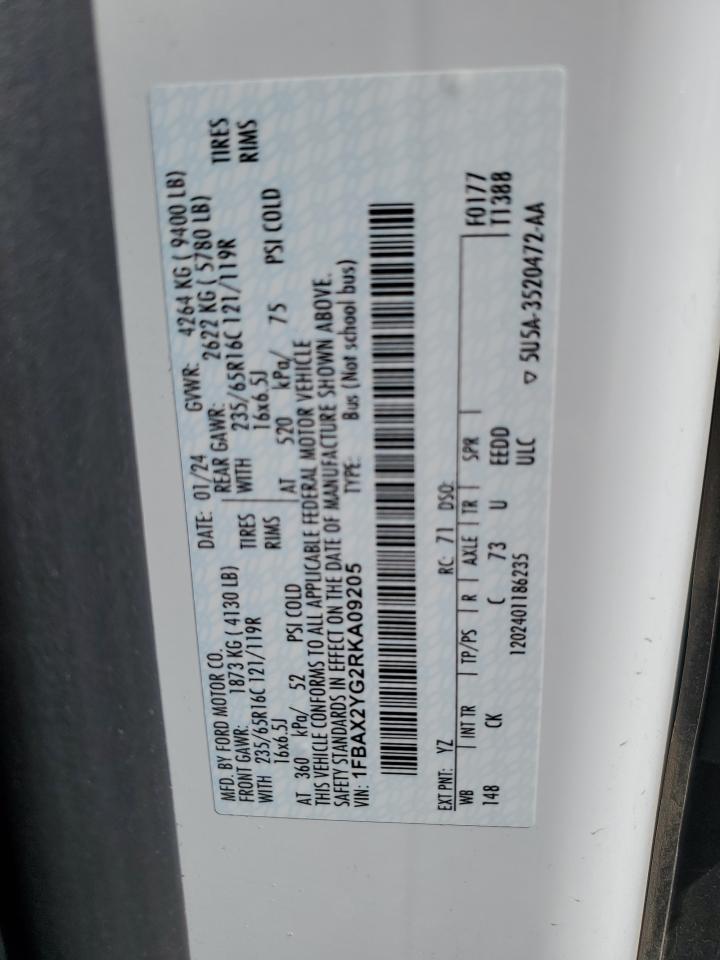 MFD. BY FORD MOTOR CO.
DATE: 01/24 GVWR: 4264 KG ( 9400 LB)
FRONT GAWR: 1873 KG ( 4130 LB) REAR GAWR: 2622 KG ( 5780 LB)
WITH 235/65R16C 121/119R TIRES WITH 235/65R16C 121/119R TIRES
16x6.5J RIMS 16x6.5J RIMS
AT 360 kPa/ 52 PSI COLD AT 520 kPa/ 75 PSI COLD
THIS VEHICLE CONFORMS TO ALL APPLICABLE FEDERAL MOTOR VEHICLE
SAFETY STANDARDS IN EFFECT ON THE DATE OF MANUFACTURE SHOWN ABOVE.
VIN: 1FBAX2YG2RKA09205 TYPE: Bus (Not school bus)
EXT PNT: YZ RC: 71 DSO:
WB INT TR TP/PS R AXLE TR SPR F0177
148 CK C 73 U EEDD T1388
1202401186235 ULC
▽ 5U5A-3520472-AA